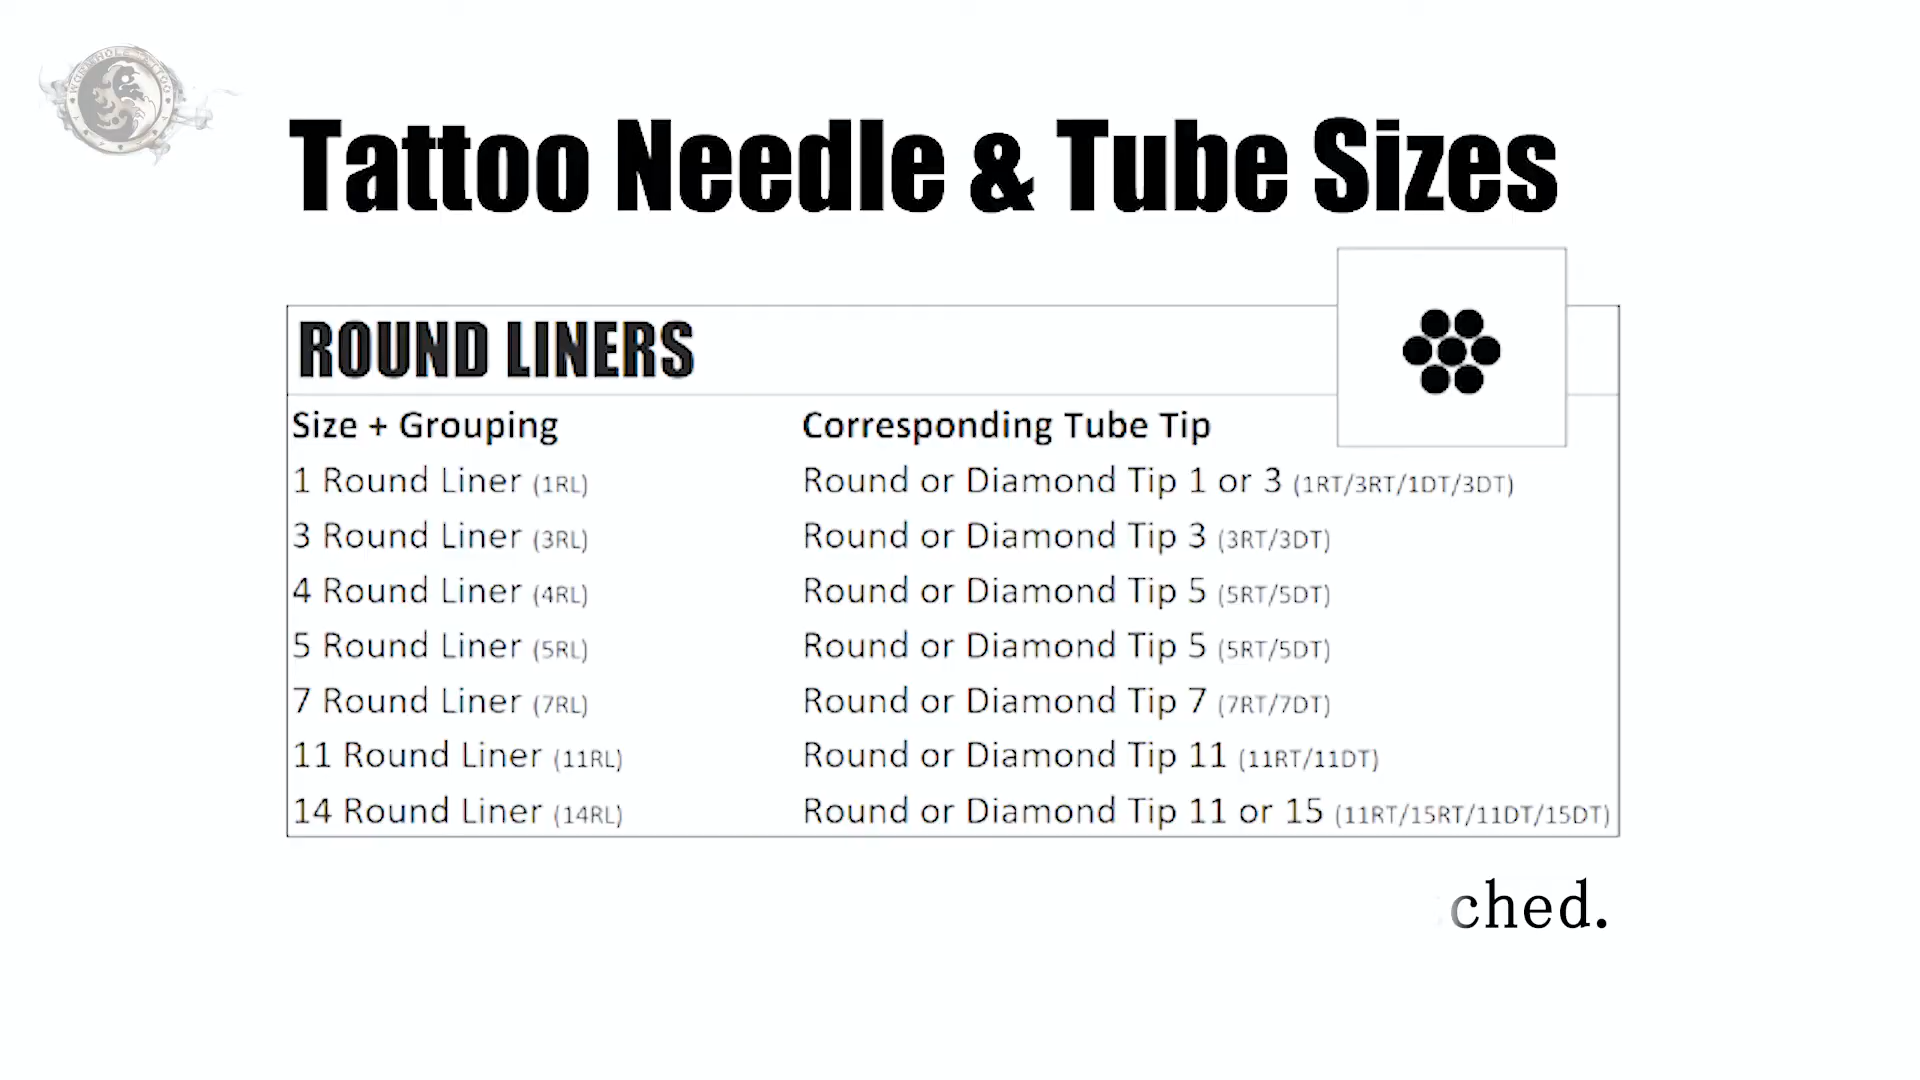 WORMHOLE TATTOO
Tattoo Needle & Tube Sizes
ROUND LINERS
Size + Grouping Corresponding Tube Tip
1 Round Liner (1RL) Round or Diamond Tip 1 or 3 (1RT/3RT/1DT/3DT)
3 Round Liner (3RL) Round or Diamond Tip 3 (3RT/3DT)
4 Round Liner (4RL) Round or Diamond Tip 5 (5RT/5DT)
5 Round Liner (5RL) Round or Diamond Tip 5 (5RT/5DT)
7 Round Liner (7RL) Round or Diamond Tip 7 (7RT/7DT)
11 Round Liner (11RL) Round or Diamond Tip 11 (11RT/11DT)
14 Round Liner (14RL) Round or Diamond Tip 11 or 15 (11RT/15RT/11DT/15DT)
ched.